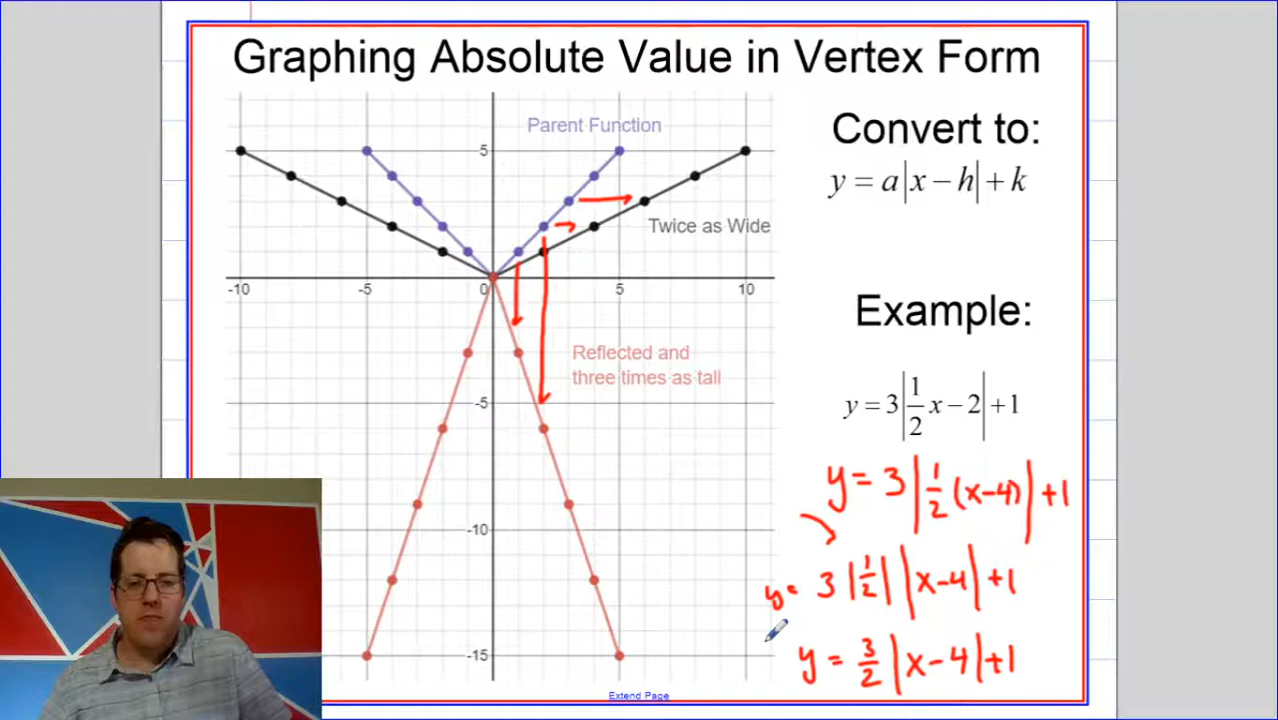 Graphing Absolute Value in Vertex Form
Parent Function
5
Twice as Wide
-10 -5 0 5 10
Reflected and
three times as tall
-5
-10
-15
Convert to:
y = a|x − h| + k
Example:
y = 3|1/2 x − 2| + 1
y = 3|1/2 (x−4)| + 1
y = 3|1/2| |x−4| + 1
y = 3/2 |x−4| + 1
Extend Page